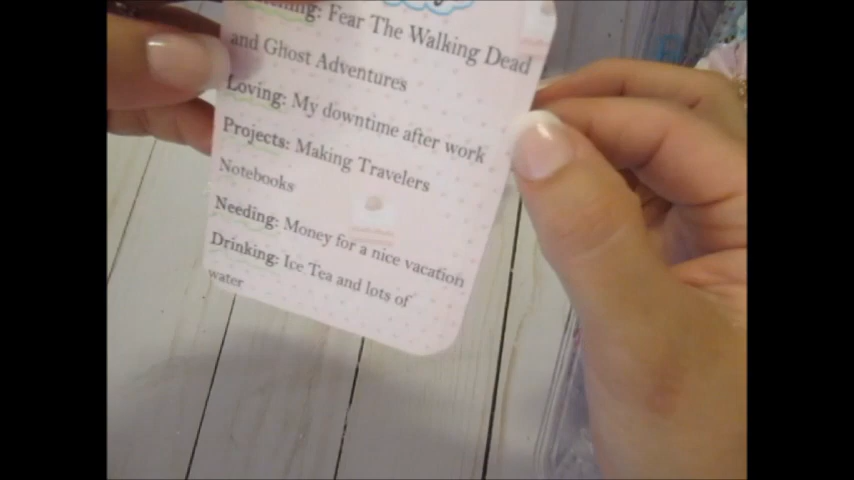 Fear The Walking Dead
and Ghost Adventures
Loving: My downtime after work
Projects: Making Travelers
Notebooks
Needing: Money for a nice vacation
Drinking: Ice Tea and lots of
water